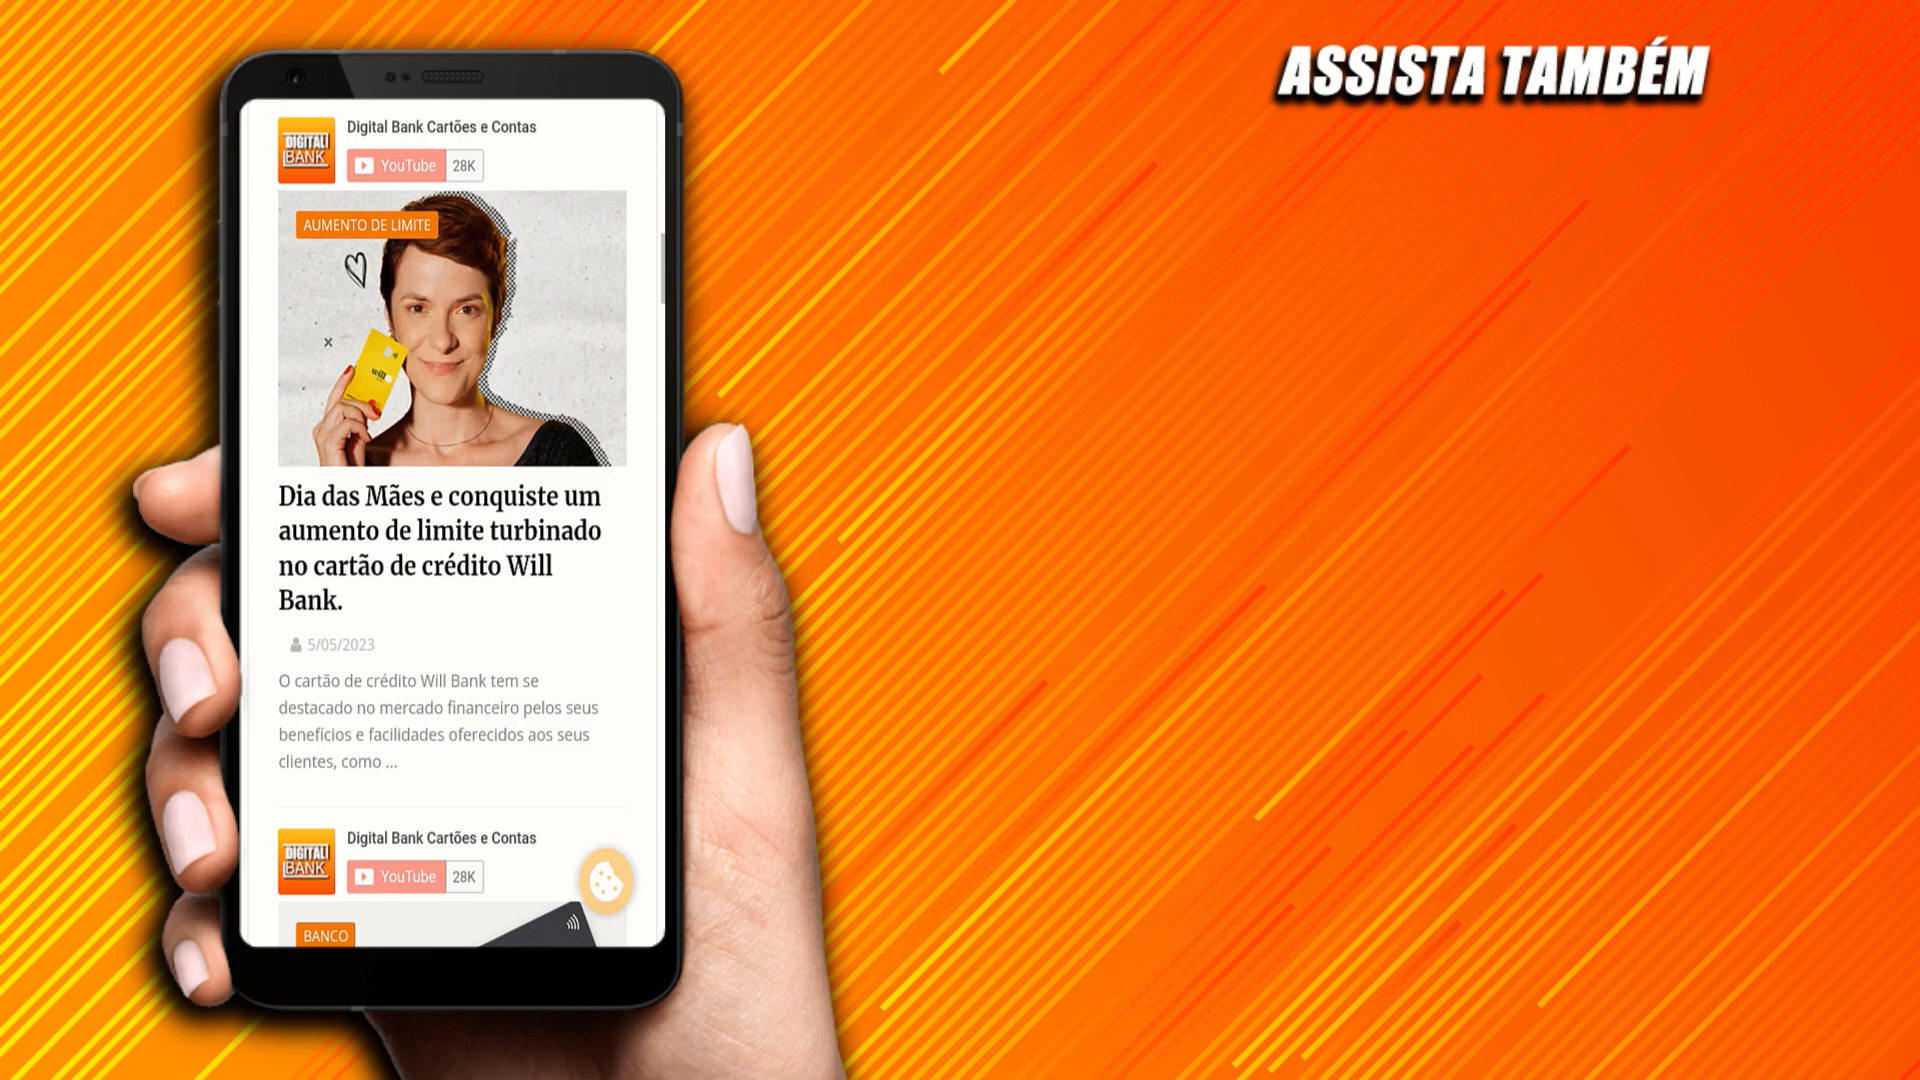 ASSISTA TAMBÉM
DIGITAL
BANK
Digital Bank Cartões e Contas
YouTube 28K
AUMENTO DE LIMITE
will
Dia das Mães e conquiste um
aumento de limite turbinado
no cartão de crédito Will
Bank.
5/05/2023
O cartão de crédito Will Bank tem se
destacado no mercado financeiro pelos seus
benefícios e facilidades oferecidos aos seus
clientes, como ...
DIGITAL
BANK
Digital Bank Cartões e Contas
YouTube 28K
BANCO